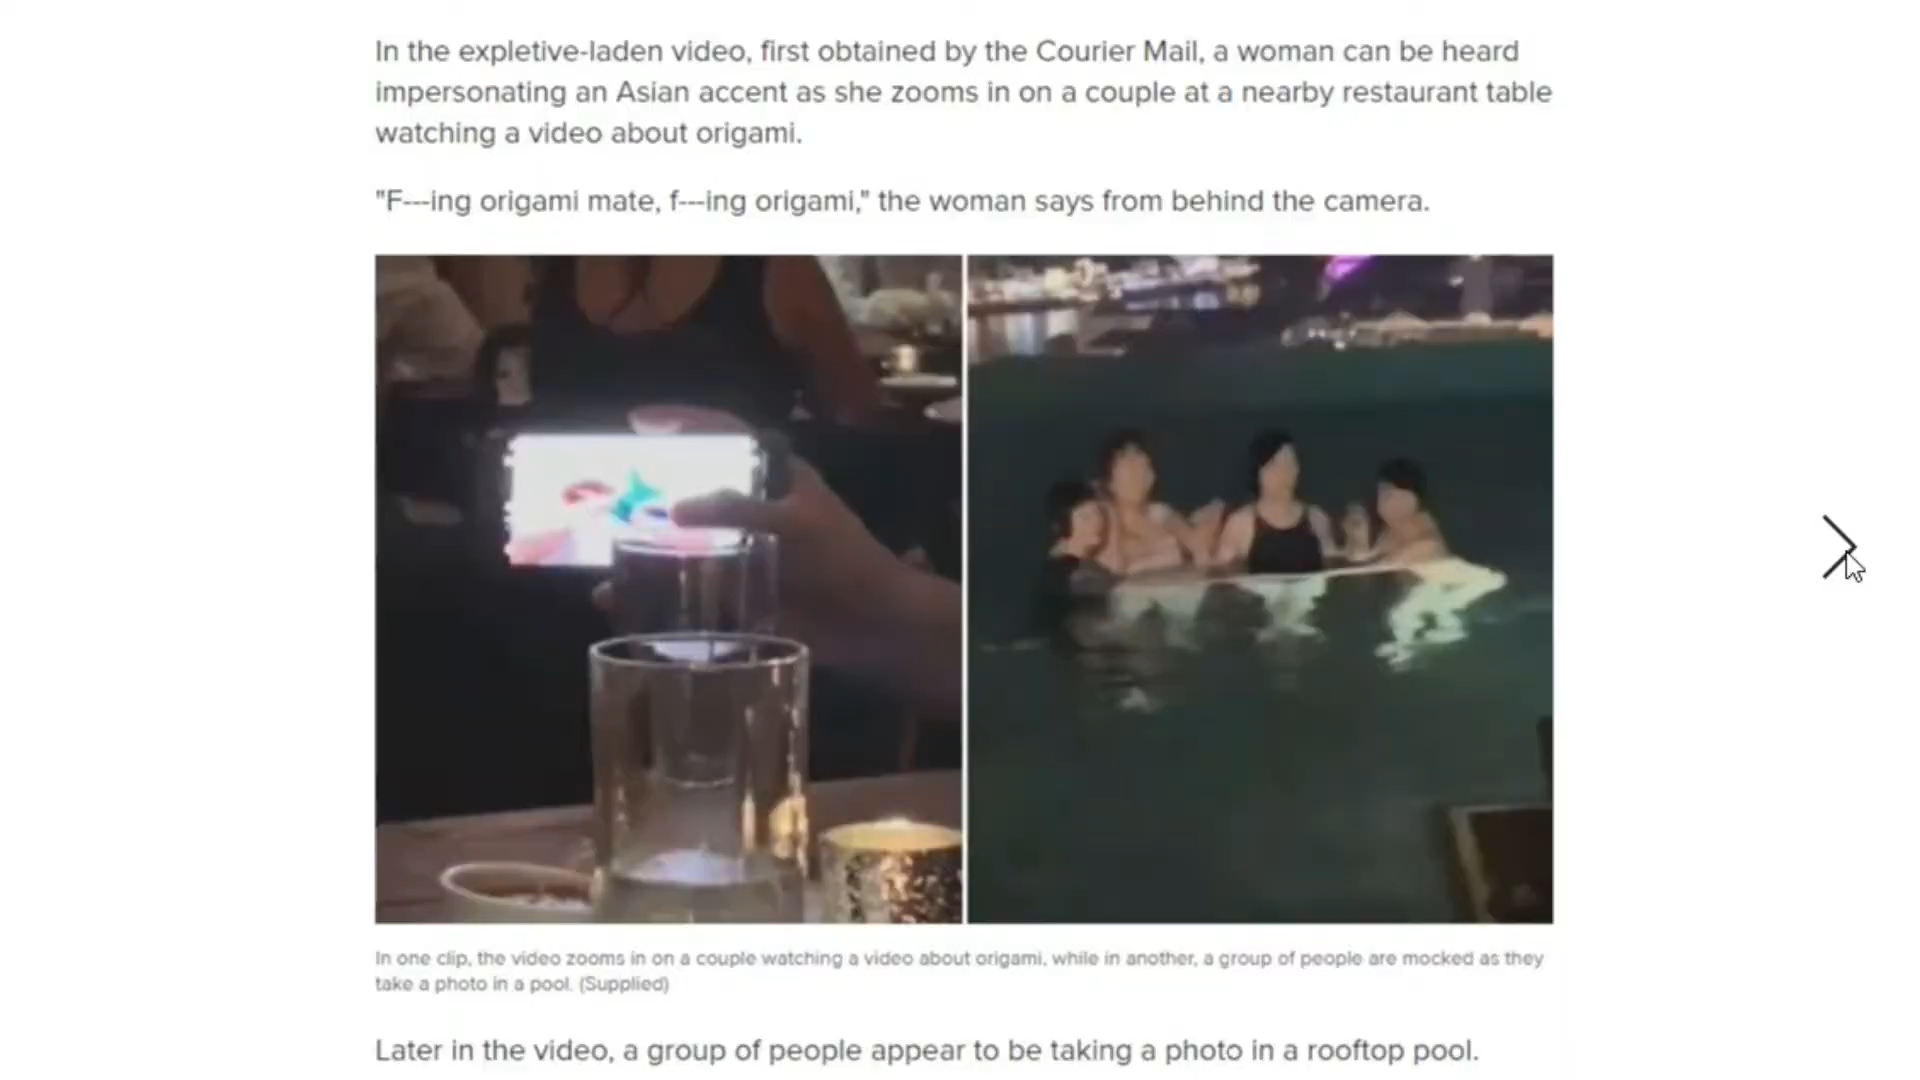 In the expletive-laden video, first obtained by the Courier Mail, a woman can be heard
impersonating an Asian accent as she zooms in on a couple at a nearby restaurant table
watching a video about origami.
"F---ing origami mate, f---ing origami," the woman says from behind the camera.
In one clip, the video zooms in on a couple watching a video about origami, while in another, a group of people are mocked as they
take a photo in a pool. (Supplied)
Later in the video, a group of people appear to be taking a photo in a rooftop pool.